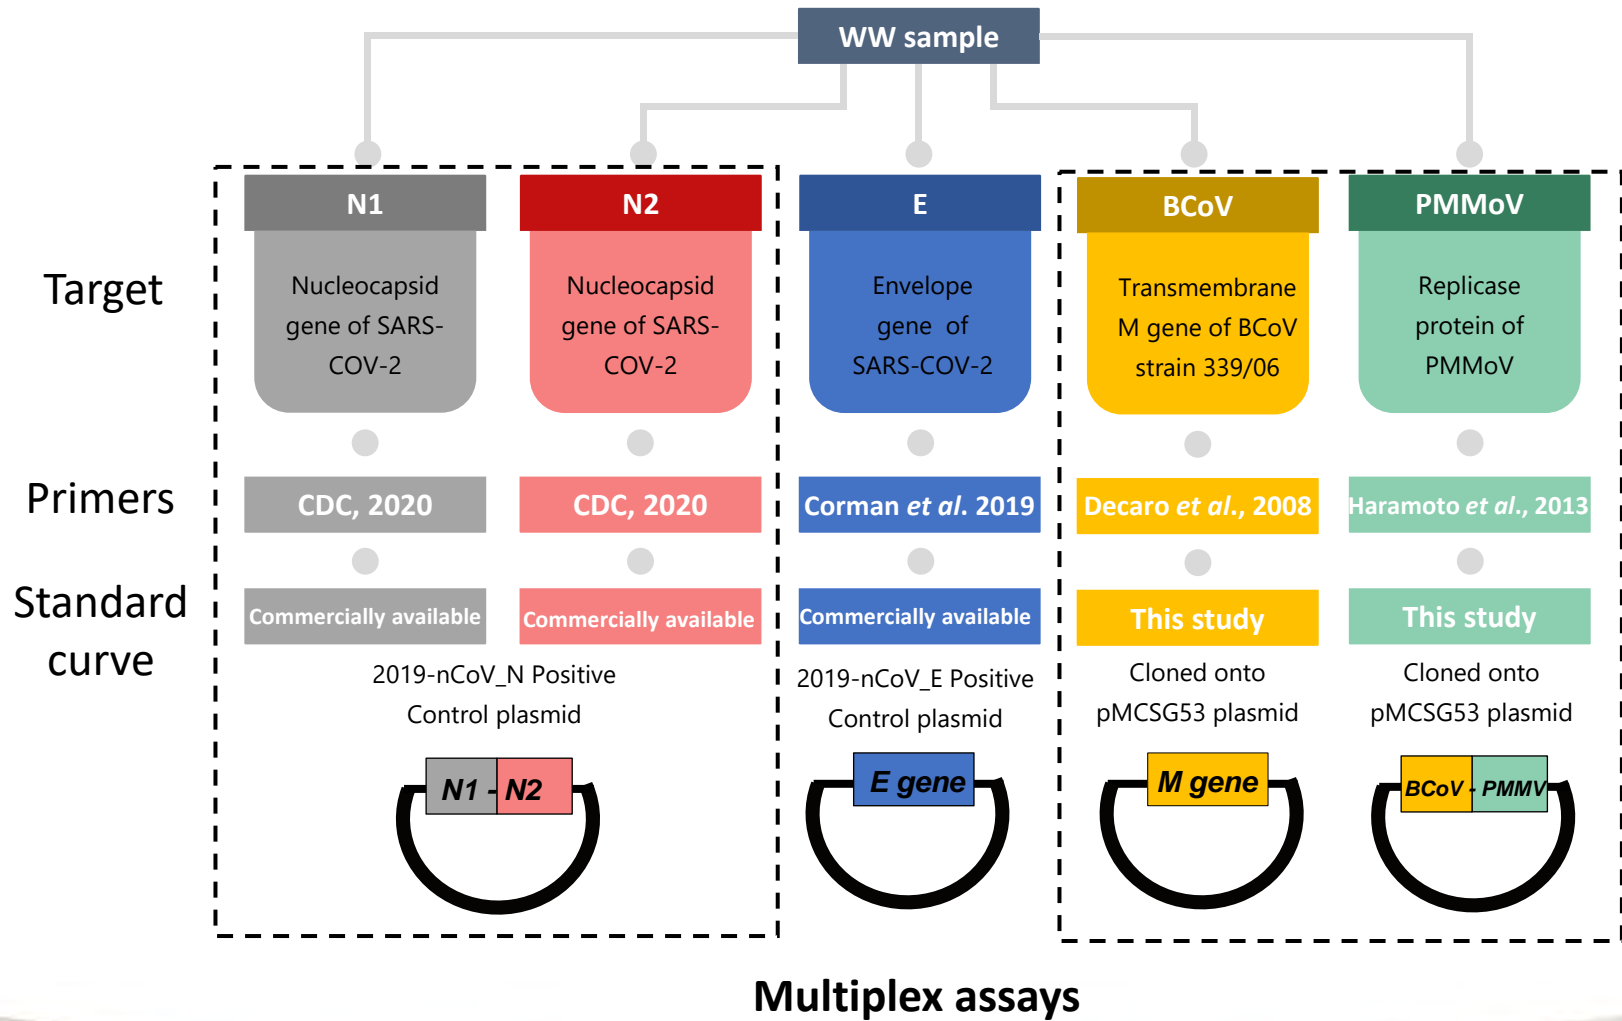 WW sample
N1
N2
E
BCoV
PMMoV
Target
Nucleocapsid
gene of SARS-
COV-2
Nucleocapsid
gene of SARS-
COV-2
Envelope
gene of
SARS-COV-2
Transmembrane
M gene of BCoV
strain 339/06
Replicase
protein of
PMMoV
Primers
CDC, 2020
CDC, 2020
Corman et al. 2019
Decaro et al., 2008
Haramoto et al., 2013
Standard
curve
Commercially available
Commercially available
Commercially available
This study
This study
2019-nCoV_N Positive
Control plasmid
2019-nCoV_E Positive
Control plasmid
Cloned onto
pMCSG53 plasmid
Cloned onto
pMCSG53 plasmid
N1 - N2
E gene
M gene
BCoV - PMMV
Multiplex assays